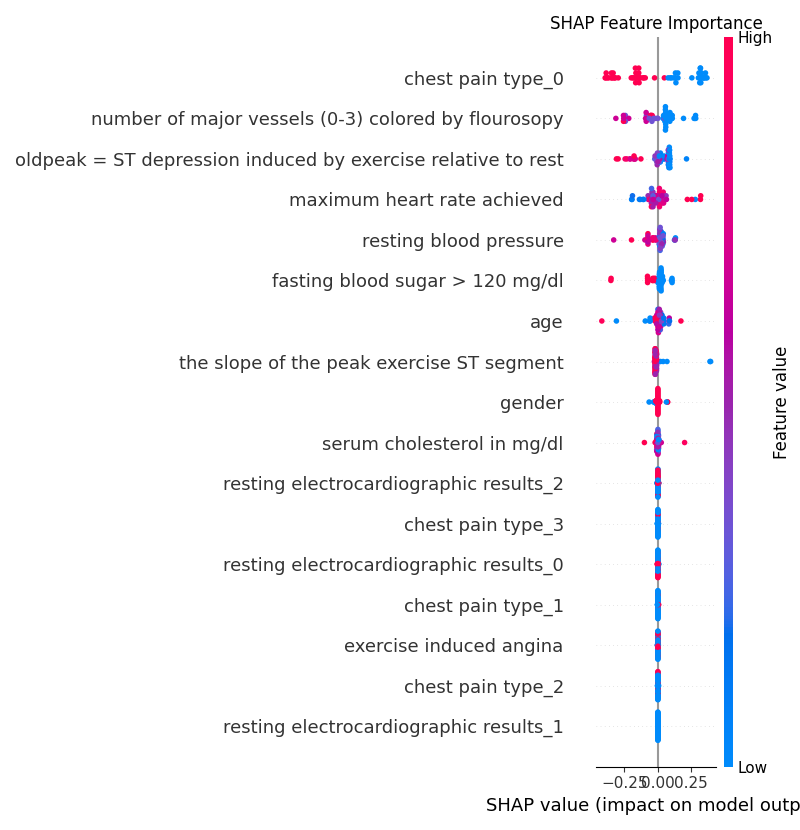 SHAP Feature Importance
High
chest pain type_0
number of major vessels (0-3) colored by flourosopy
oldpeak = ST depression induced by exercise relative to rest
maximum heart rate achieved
resting blood pressure
fasting blood sugar > 120 mg/dl
age
the slope of the peak exercise ST segment
gender
serum cholesterol in mg/dl
resting electrocardiographic results_2
chest pain type_3
resting electrocardiographic results_0
chest pain type_1
exercise induced angina
chest pain type_2
resting electrocardiographic results_1
Feature value
Low
−0.25 0.00 0.25
SHAP value (impact on model outp